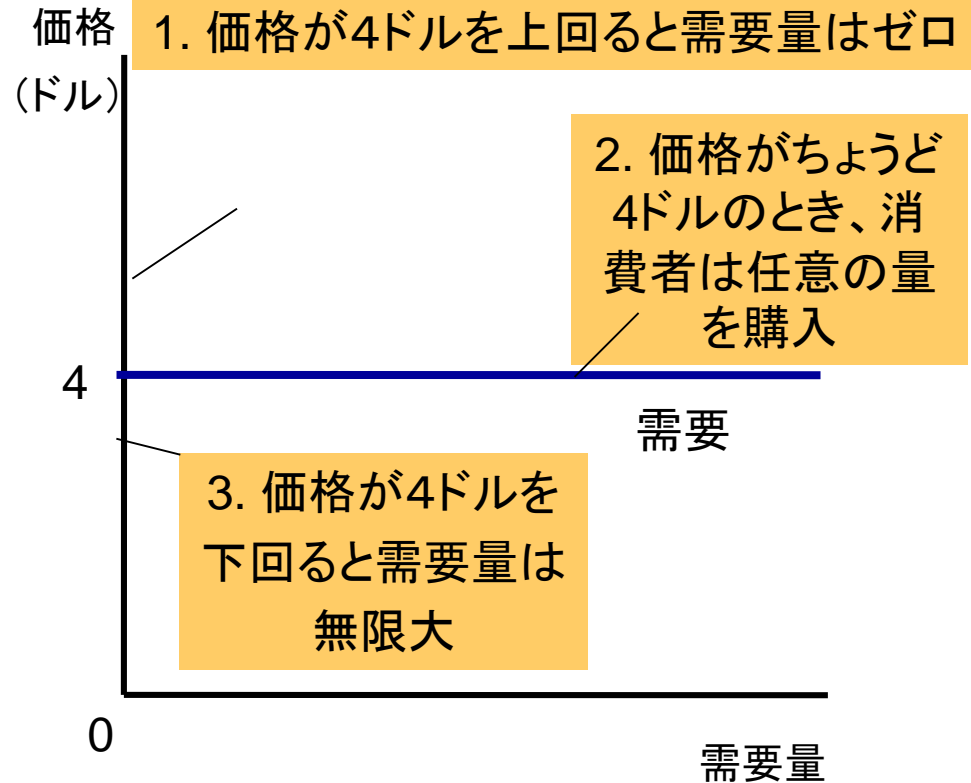 価格
(ドル)
1. 価格が4ドルを上回ると需要量はゼロ
2. 価格がちょうど
4ドルのとき、消
費者は任意の量
を購入
4
需要
3. 価格が4ドルを
下回ると需要量は
無限大
0
需要量